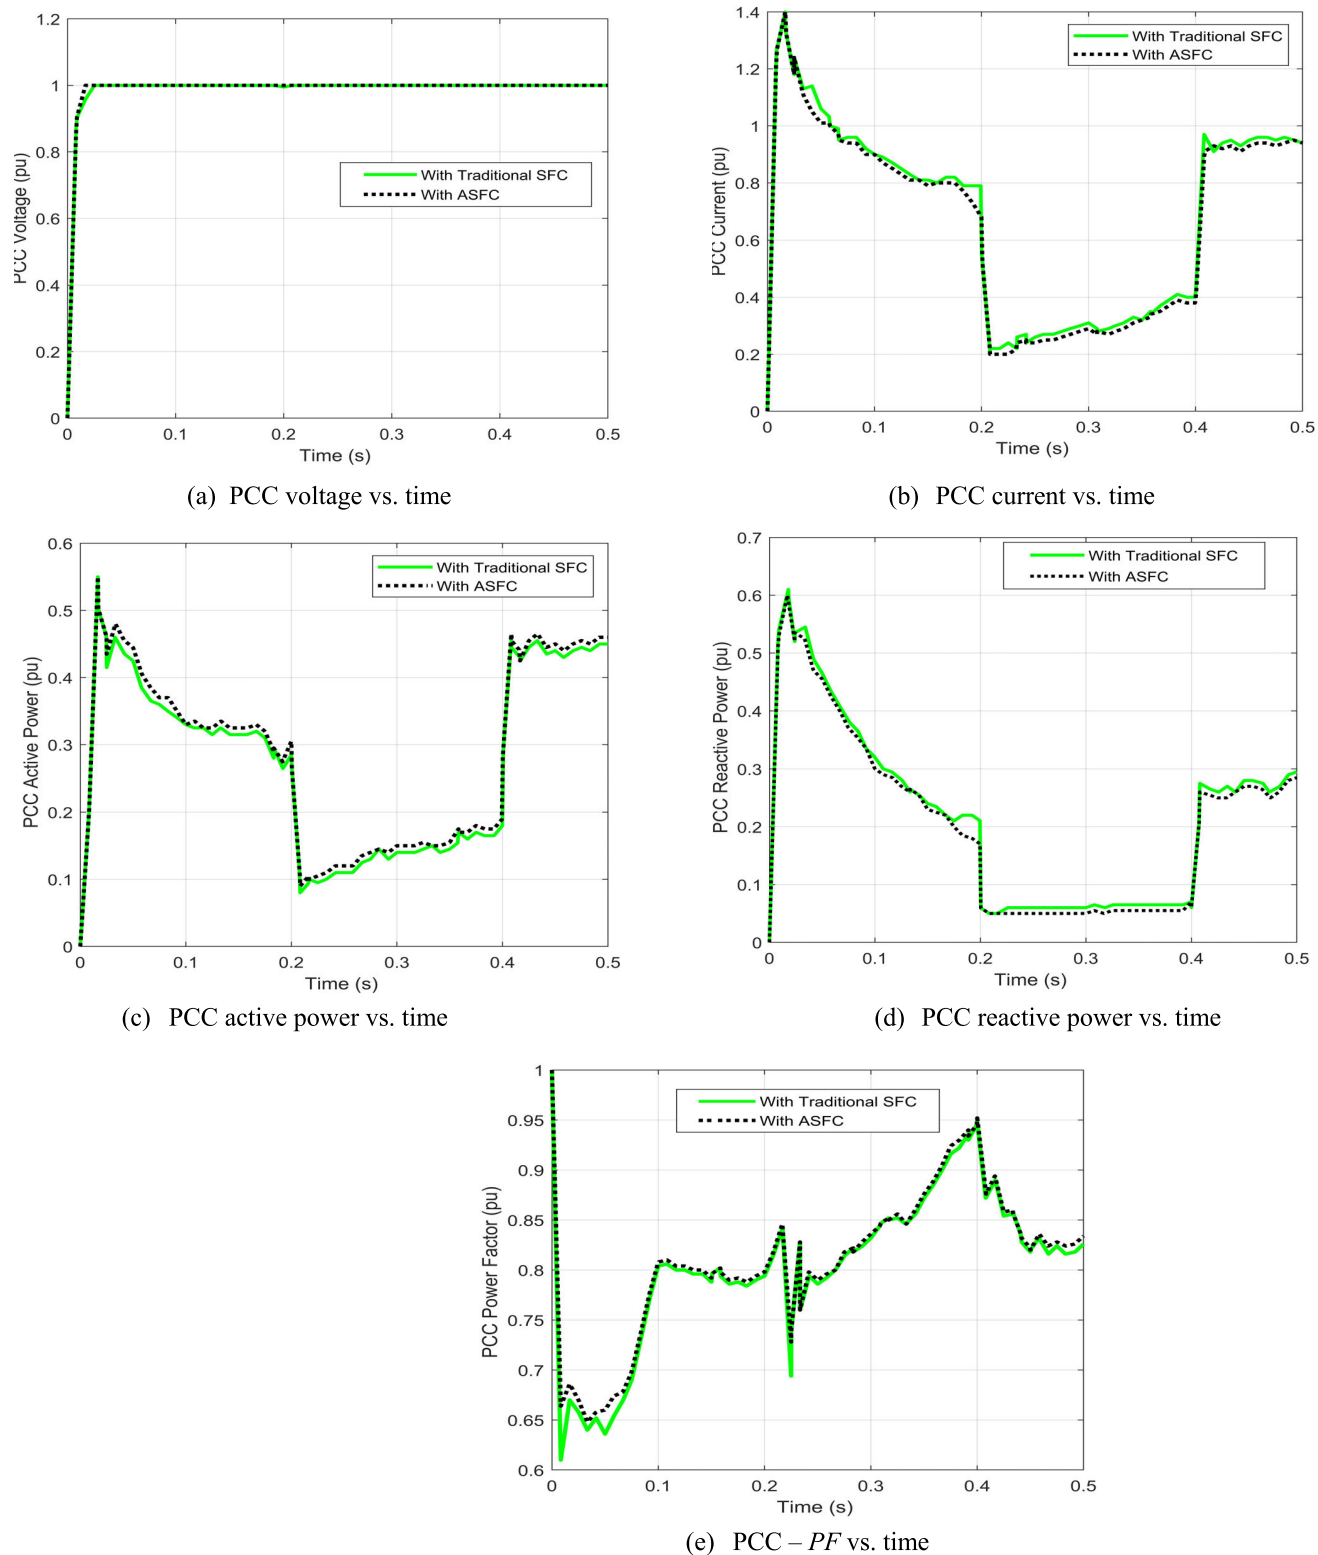 1.2
1
0.8
0.6
0.4
0.2
0
PCC Voltage (pu)
With Traditional SFC
With ASFC
0 0.1 0.2 0.3 0.4 0.5
Time (s)
(a) PCC voltage vs. time
1.4
1.2
1
0.8
0.6
0.4
0.2
0
PCC Current (pu)
With Traditional SFC
With ASFC
0 0.1 0.2 0.3 0.4 0.5
Time (s)
(b) PCC current vs. time
0.6
0.5
0.4
0.3
0.2
0.1
0
PCC Active Power (pu)
With Traditional SFC
With ASFC
0 0.1 0.2 0.3 0.4 0.5
Time (s)
(c) PCC active power vs. time
0.7
0.6
0.5
0.4
0.3
0.2
0.1
0
PCC Reactive Power (pu)
With Traditional SFC
With ASFC
0 0.1 0.2 0.3 0.4 0.5
Time (s)
(d) PCC reactive power vs. time
1
0.95
0.9
0.85
0.8
0.75
0.7
0.65
0.6
PCC Power Factor (pu)
With Traditional SFC
With ASFC
0 0.1 0.2 0.3 0.4 0.5
Time (s)
(e) PCC – PF vs. time